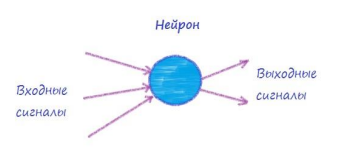 Нейрон
Входные
сигналы
Выходные
сигналы